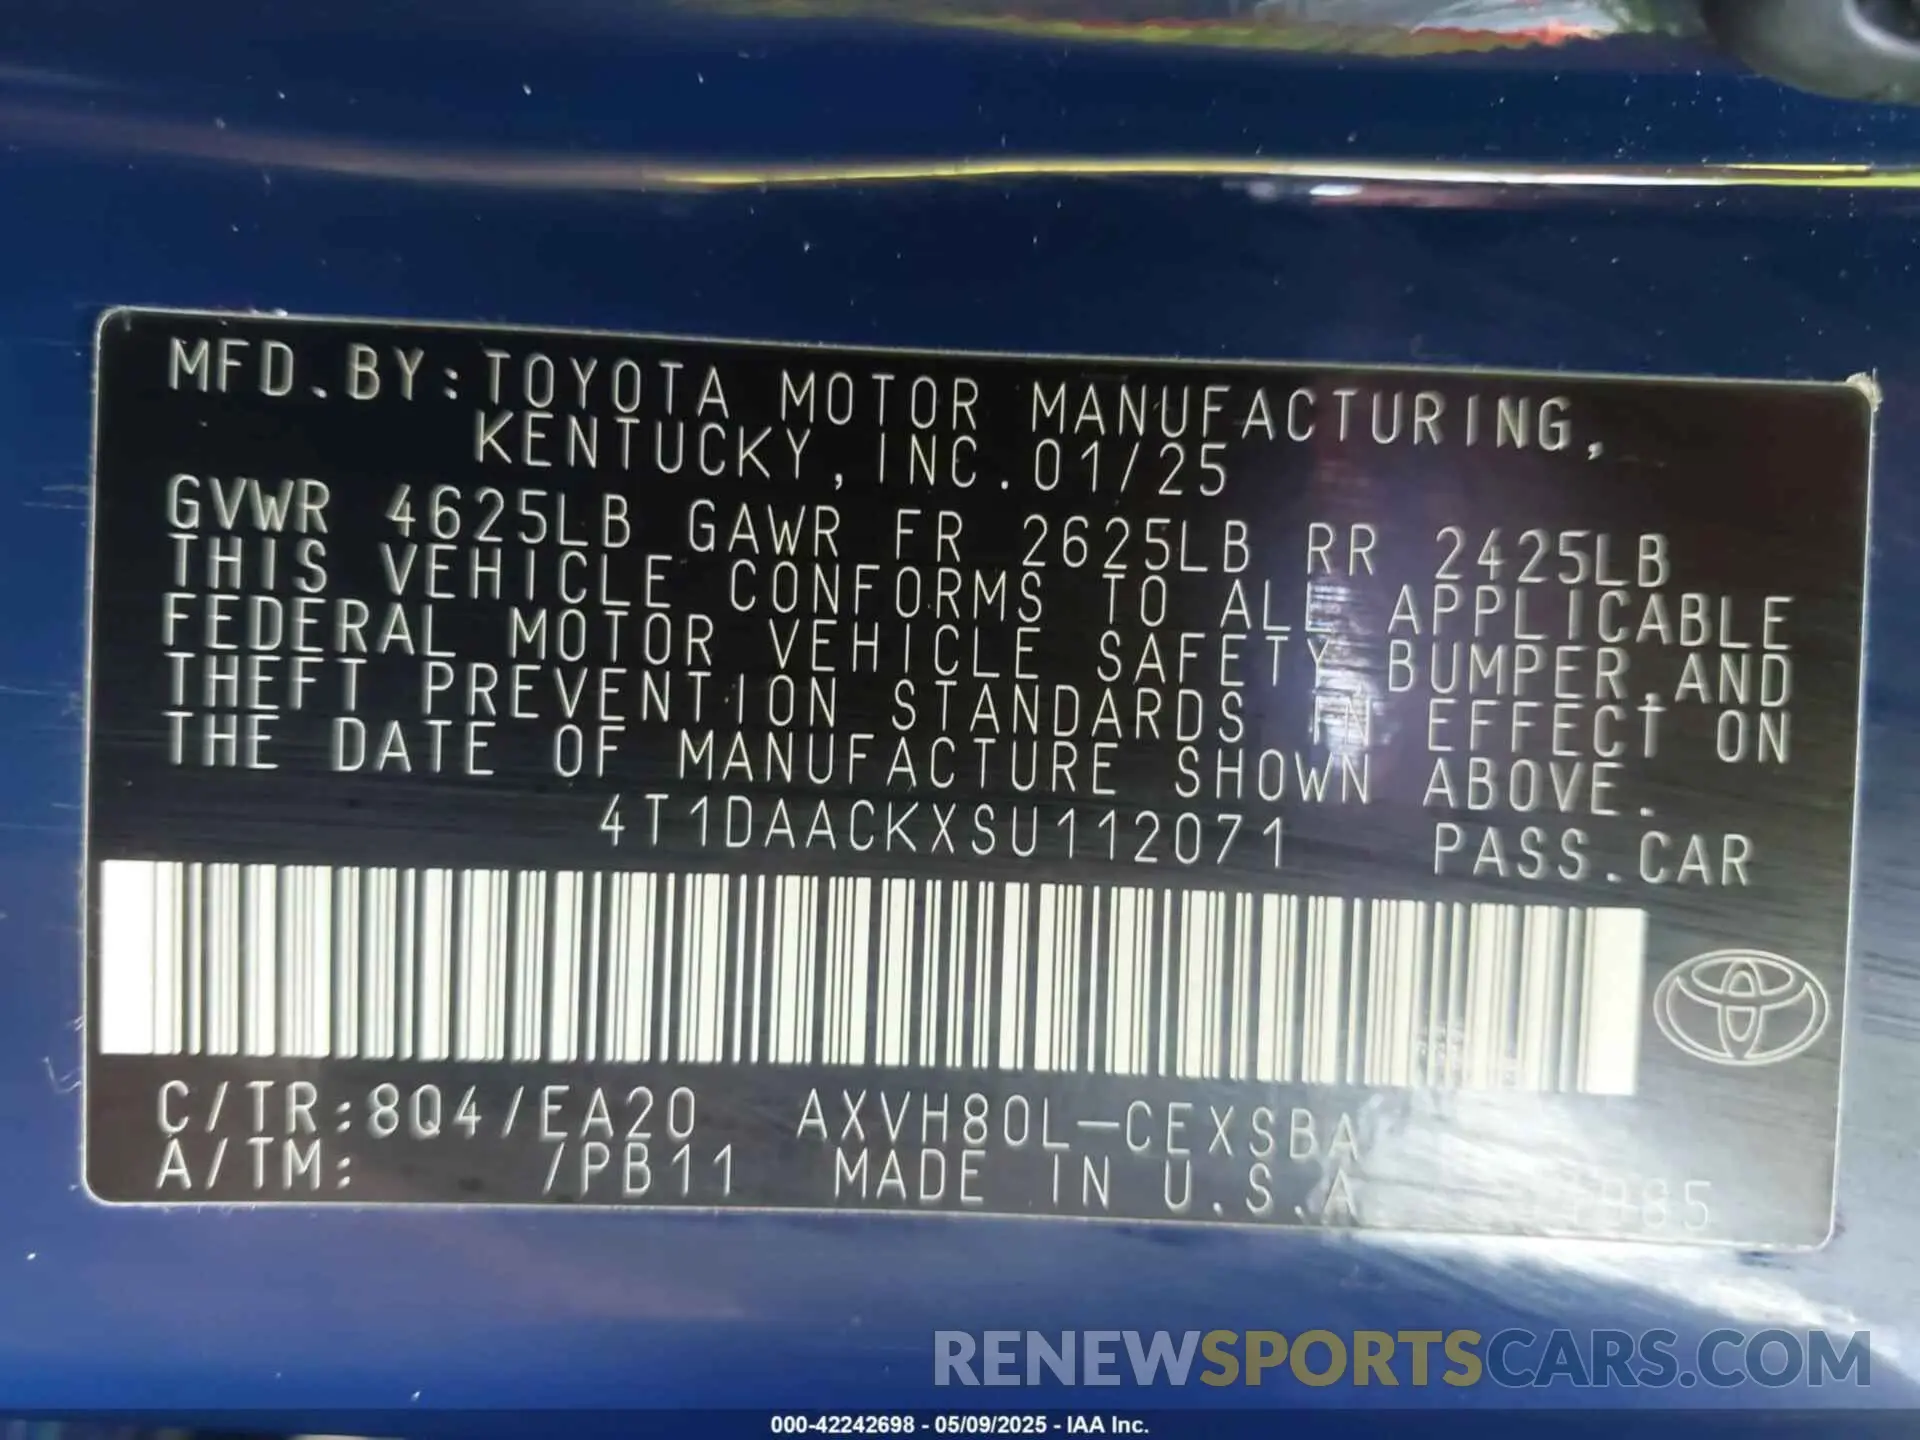 MFD.BY:TOYOTA MOTOR MANUFACTURING,
KENTUCKY,INC.01/25
GVWR 4625LB GAWR FR 2625LB RR 2425LB
THIS VEHICLE CONFORMS TO ALL APPLICABLE
FEDERAL MOTOR VEHICLE SAFETY,BUMPER,AND
THEFT PREVENTION STANDARDS IN EFFECT ON
THE DATE OF MANUFACTURE SHOWN ABOVE.
4T1DAACKXSU112071 PASS.CAR
C/TR:8Q4/EA20 AXVH80L-CEXSBA
A/TM: /PB11 MADE IN U.S.A.
RENEWSPORTSCARS.COM
000-42242698 - 05/09/2025 - IAA Inc.